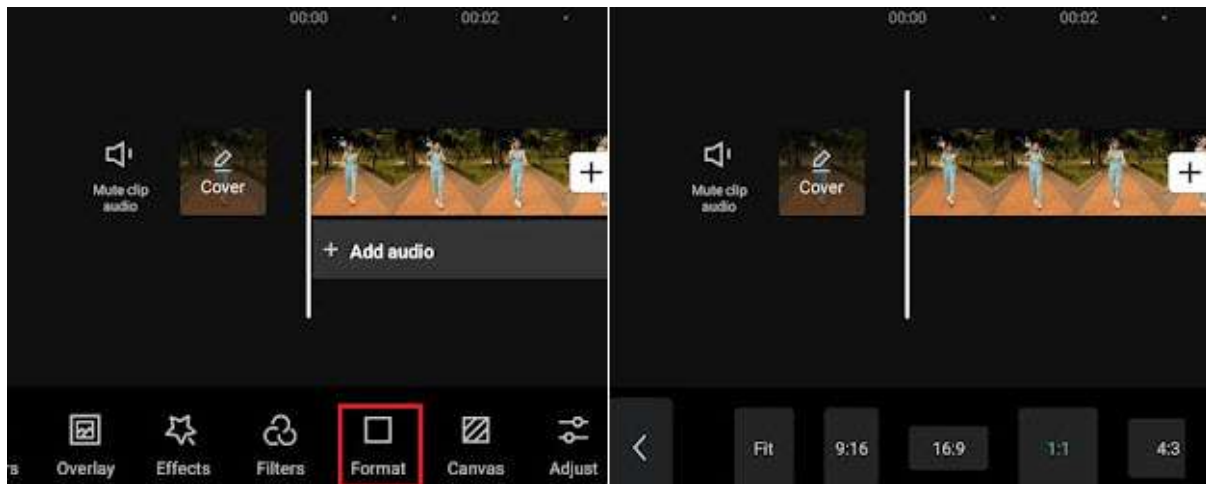 00:00
00:02
Mute clip
audio
Cover
+ Add audio
Overlay
Effects
Filters
Format
Canvas
Adjust
00:00
00:02
Mute clip
audio
Cover
Fit
9:16
16:9
1:1
4:3